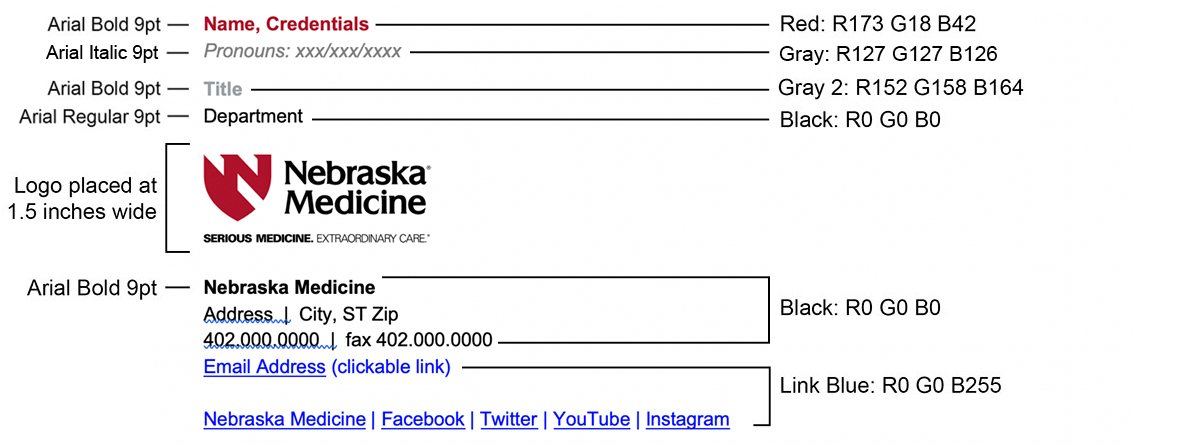 Arial Bold 9pt — Name, Credentials — Red: R173 G18 B42
Arial Italic 9pt — Pronouns: xxx/xxx/xxxx — Gray: R127 G127 B126
Arial Bold 9pt — Title — Gray 2: R152 G158 B164
Arial Regular 9pt — Department — Black: R0 G0 B0
Logo placed at
1.5 inches wide
Nebraska
Medicine®
SERIOUS MEDICINE. EXTRAORDINARY CARE.®
Arial Bold 9pt — Nebraska Medicine
Address | City, ST Zip
402.000.0000 | fax 402.000.0000
Black: R0 G0 B0
Email Address (clickable link)
Link Blue: R0 G0 B255
Nebraska Medicine | Facebook | Twitter | YouTube | Instagram